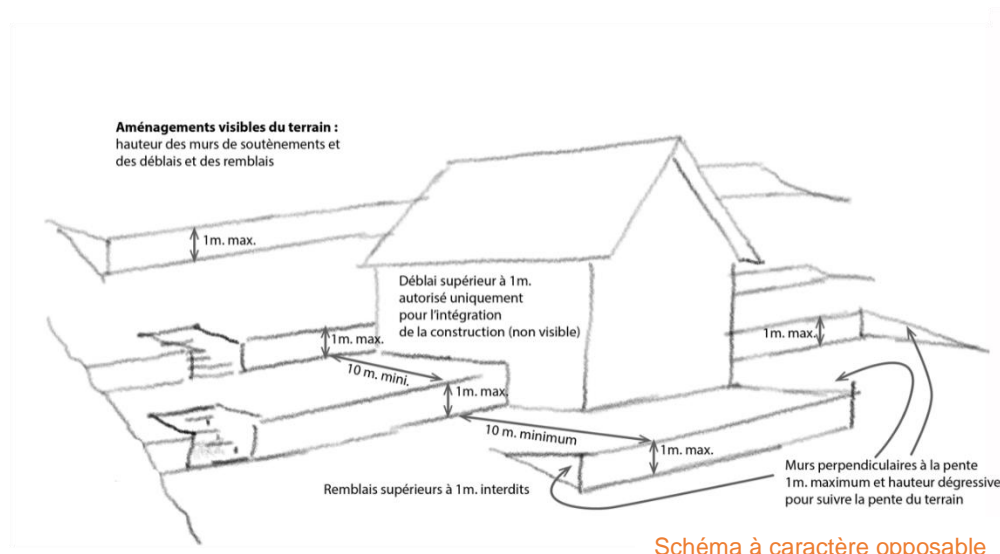 Aménagements visibles du terrain :
hauteur des murs de soutènements et
des déblais et des remblais
1m. max.
Déblai supérieur à 1m.
autorisé uniquement
pour l'intégration
de la construction (non visible)
1m. max.
1m. max.
10 m. mini.
1m. max.
10 m. minimum
1m. max.
Murs perpendiculaires à la pente
1m. maximum et hauteur dégressive
pour suivre la pente du terrain
Remblais supérieurs à 1m. interdits
Schéma à caractère opposable